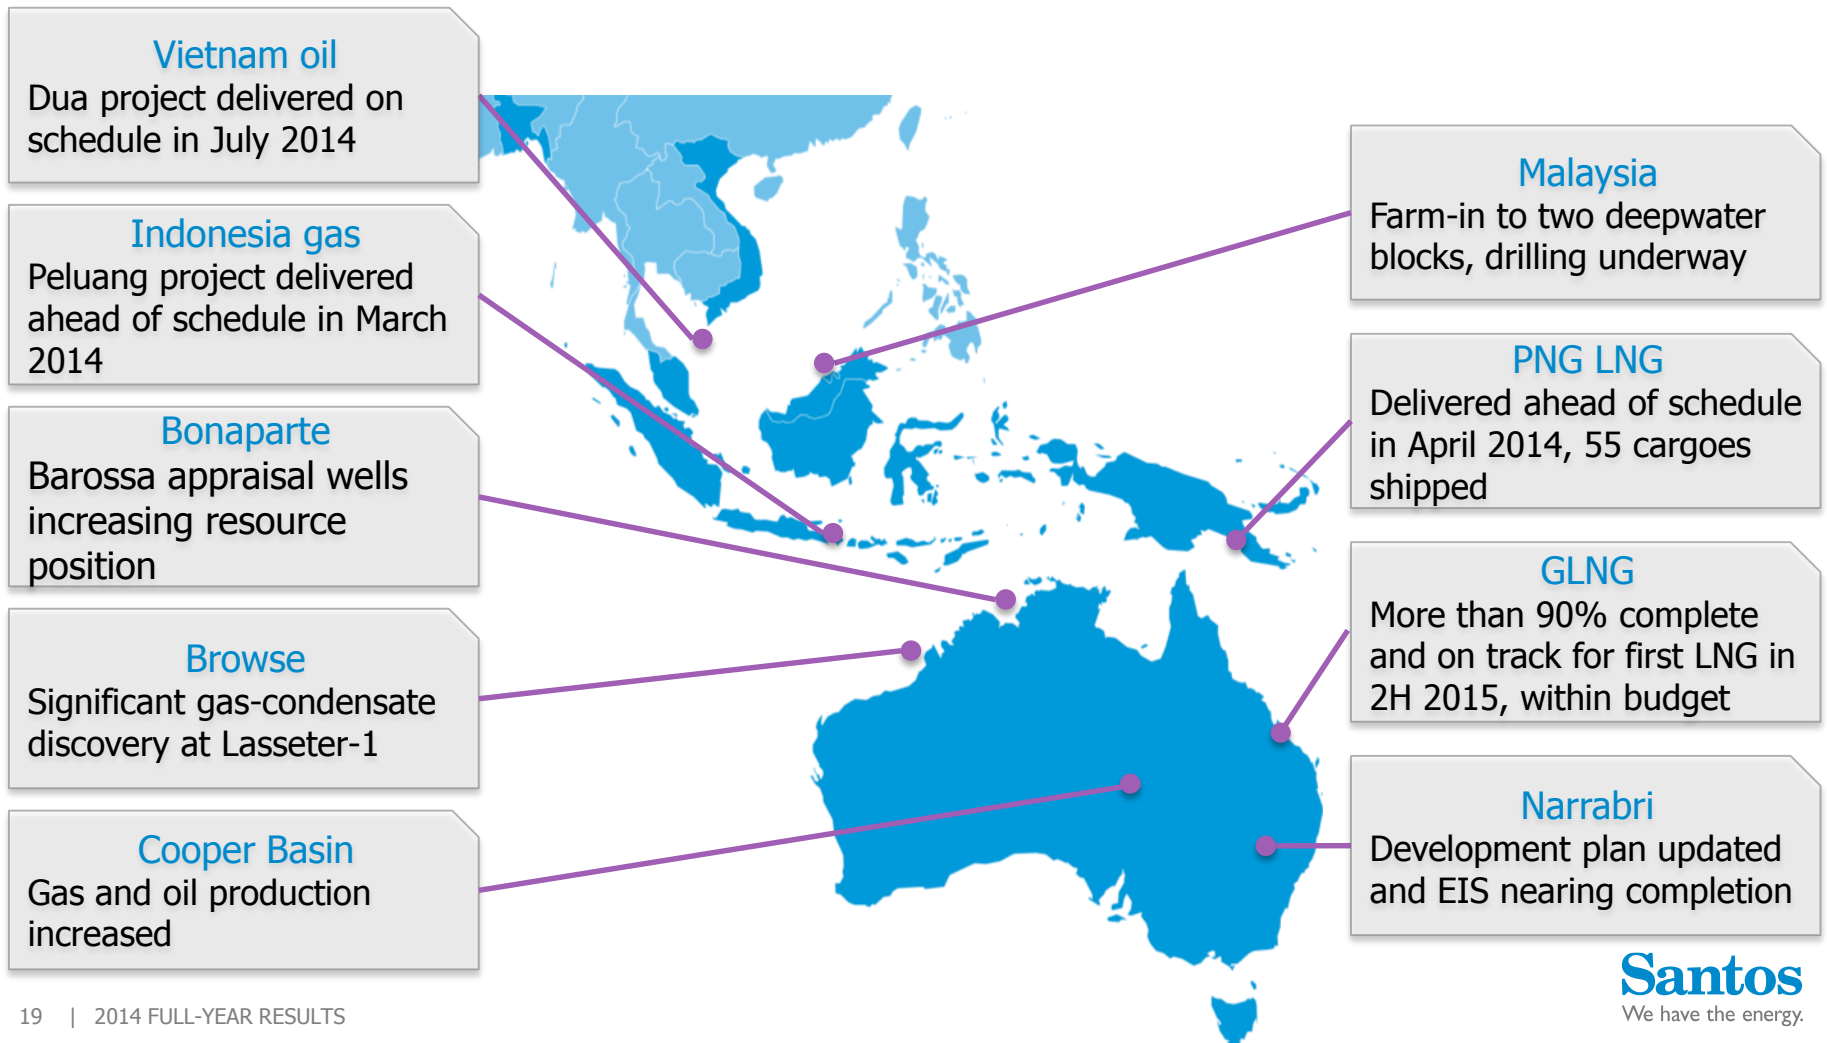 Vietnam oil
Dua project delivered on
schedule in July 2014
Indonesia gas
Peluang project delivered
ahead of schedule in March
2014
Bonaparte
Barossa appraisal wells
increasing resource
position
Browse
Significant gas-condensate
discovery at Lasseter-1
Cooper Basin
Gas and oil production
increased
Malaysia
Farm-in to two deepwater
blocks, drilling underway
PNG LNG
Delivered ahead of schedule
in April 2014, 55 cargoes
shipped
GLNG
More than 90% complete
and on track for first LNG in
2H 2015, within budget
Narrabri
Development plan updated
and EIS nearing completion
Santos
We have the energy.
19 | 2014 FULL-YEAR RESULTS